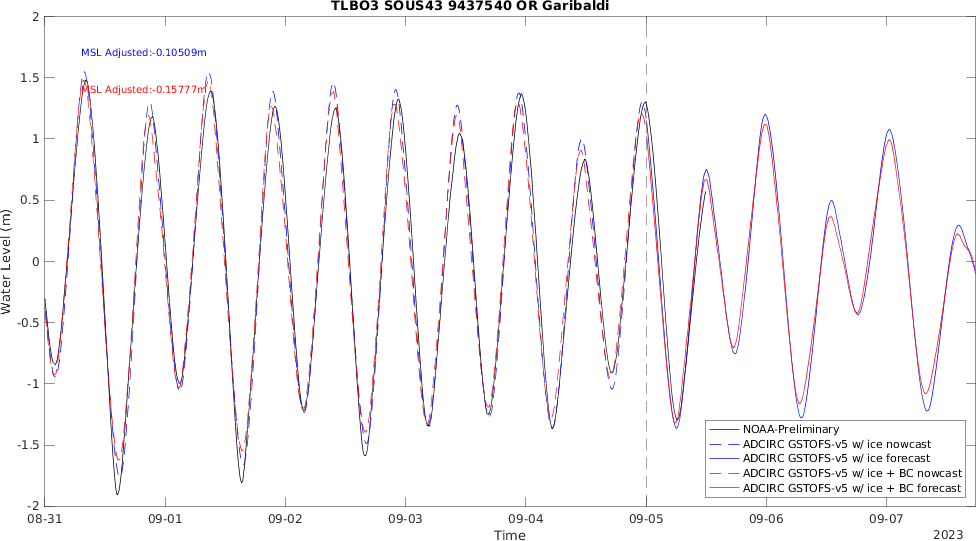 TLBO3 SOUS43 9437540 OR Garibaldi
2
1.5
1
0.5
0
-0.5
-1
-1.5
-2
Water Level (m)
MSL Adjusted:-0.10509m
MSL Adjusted:-0.15777m
NOAA-Preliminary
ADCIRC GSTOFS-v5 w/ ice nowcast
ADCIRC GSTOFS-v5 w/ ice forecast
ADCIRC GSTOFS-v5 w/ ice + BC nowcast
ADCIRC GSTOFS-v5 w/ ice + BC forecast
08-31 09-01 09-02 09-03 09-04 09-05 09-06 09-07
Time
2023